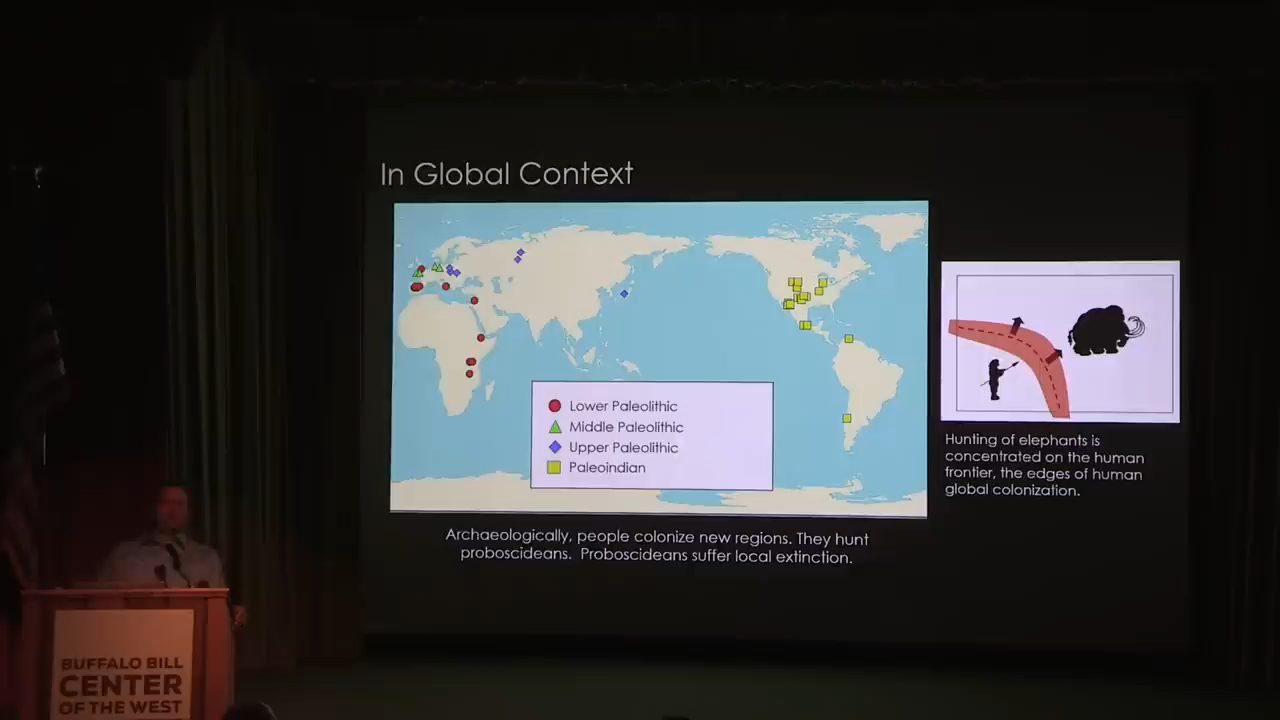 In Global Context
Lower Paleolithic
Middle Paleolithic
Upper Paleolithic
Paleoindian
Hunting of elephants is
concentrated on the human
frontier, the edges of human
global colonization.
Archaeologically, people colonize new regions. They hunt
proboscideans. Proboscideans suffer local extinction.
BUFFALO BILL
CENTER
OF THE WEST